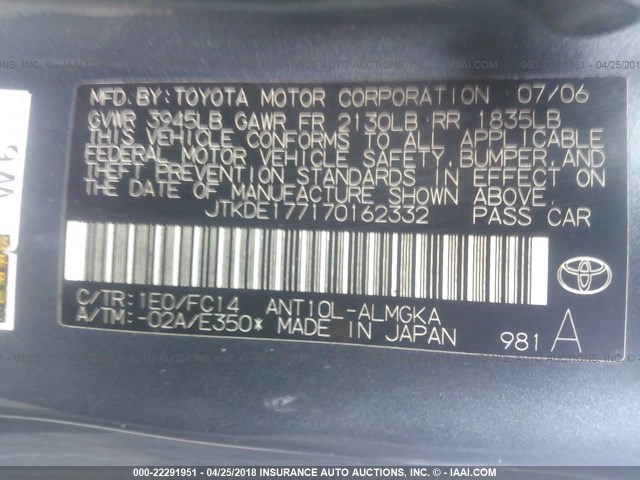 MFD.BY:TOYOTA MOTOR CORPORATION 07/06
GVWR 3945LB GAWR FR 2130LB RR 1835LB
THIS VEHICLE CONFORMS TO ALL APPLICABLE
FEDERAL MOTOR VEHICLE SAFETY,BUMPER,AND
THEFT PREVENTION STANDARDS IN EFFECT ON
THE DATE OF MANUFACTURE SHOWN ABOVE.
JTKDE177170162332 PASS CAR
C/TR:1E0/FC14 ANT10L-ALMGKA
A/TM:-02A/E350* MADE IN JAPAN 981 A
000-22291951 - 04/25/2018 - INSURANCE AUTO AUCTIONS - © - IAAI.COM